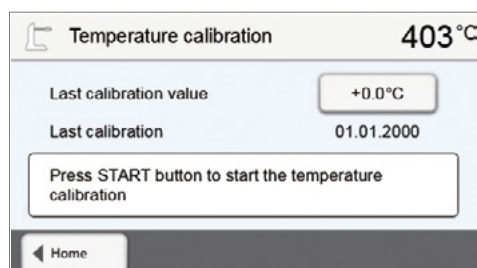 Temperature calibration 403°C
Last calibration value +0.0°C
Last calibration 01.01.2000
Press START button to start the temperature
calibration
Home